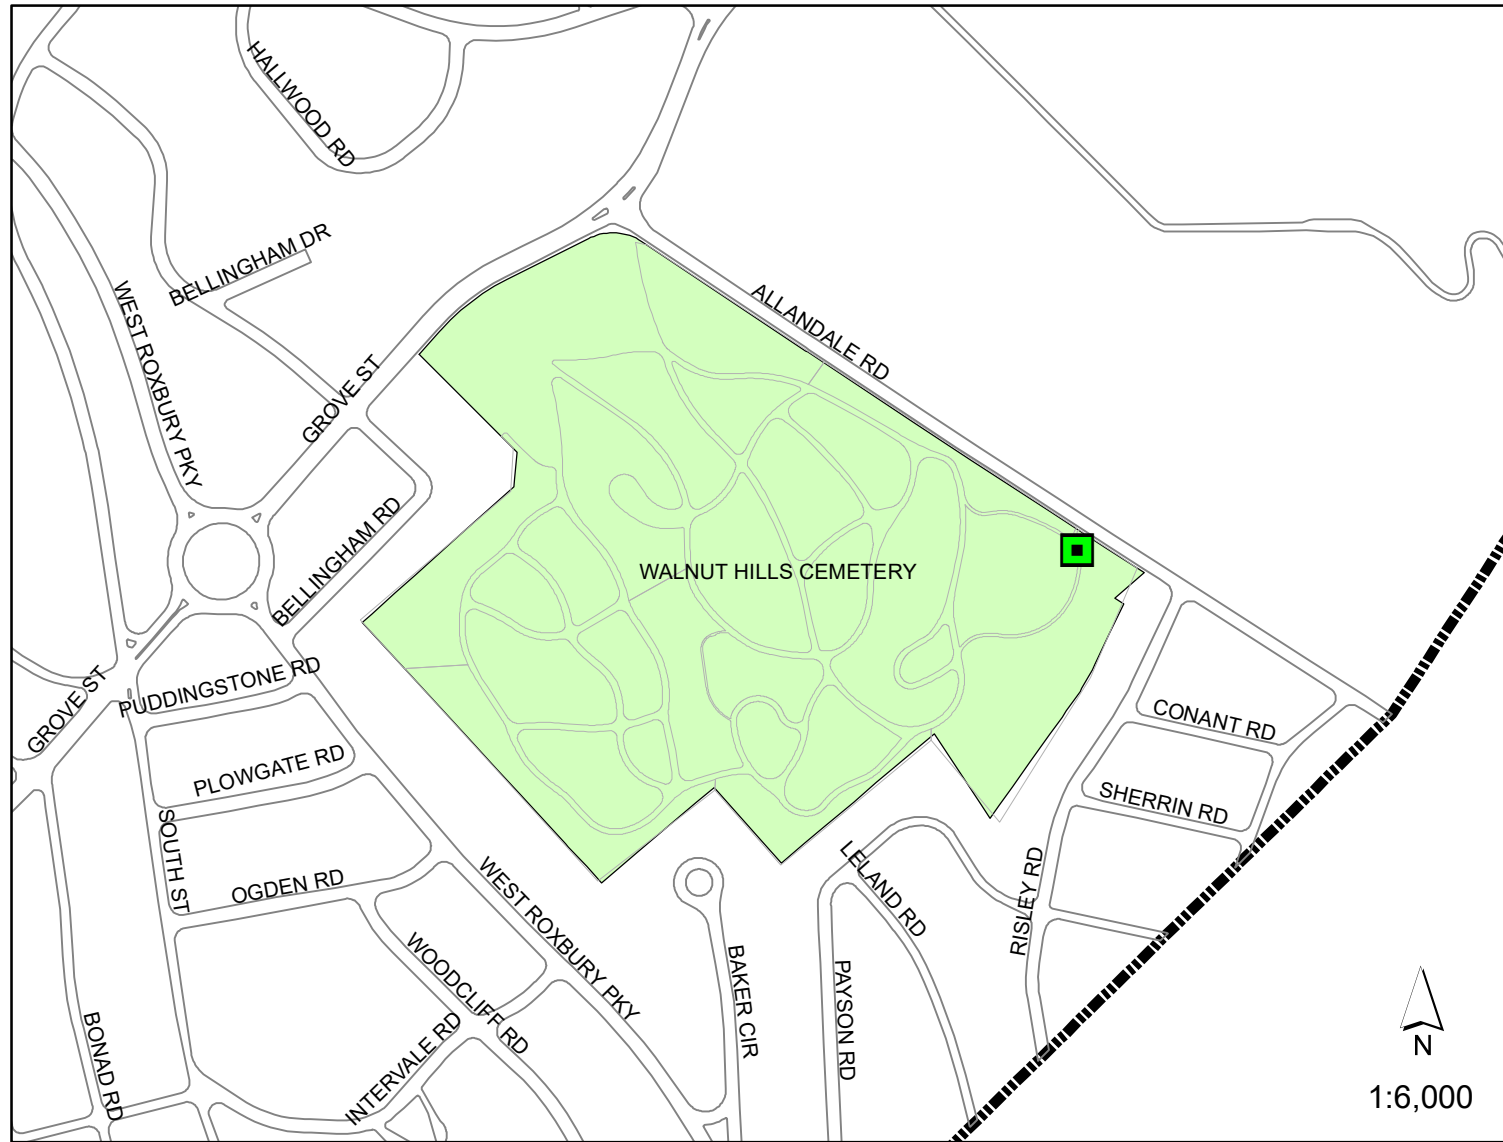 HALLWOOD RD
BELLINGHAM DR
WEST ROXBURY PKY
ALLANDALE RD
GROVE ST
BELLINGHAM RD
WALNUT HILLS CEMETERY
GROVE ST
PUDDINGSTONE RD
CONANT RD
PLOWGATE RD
SHERRIN RD
SOUTH ST
OGDEN RD
WEST ROXBURY PKY
LELAND RD
RISLEY RD
WOODCLIFF RD
BAKER CIR
PAYSON RD
INTERVALE RD
BONAD RD
N
1:6,000